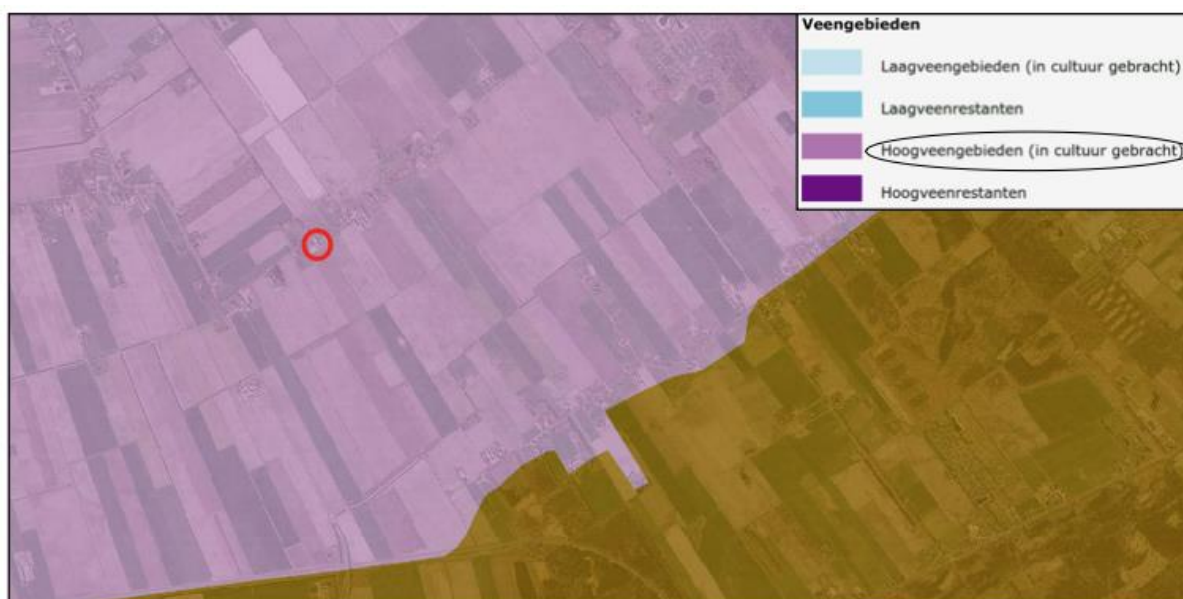 Veengebieden
Laagveengebieden (in cultuur gebracht)
Laagveenrestanten
Hoogveengebieden (in cultuur gebracht)
Hoogveenrestanten